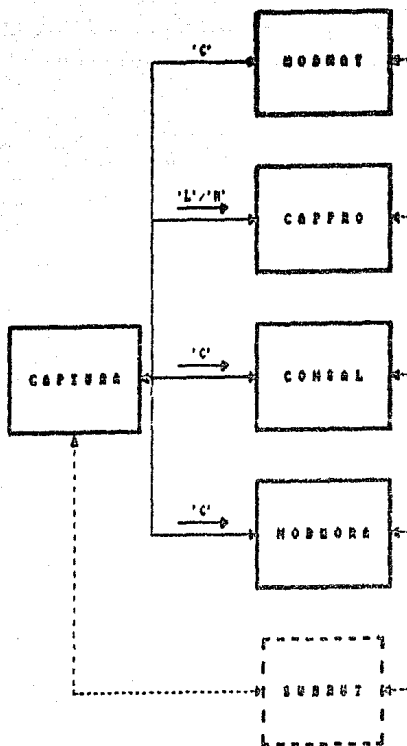 'C'
MODMAT
'L'/'M'
CAPPRO
'C'
CAPTURA
CONSAL
'C'
MODMORA
SUBRUT